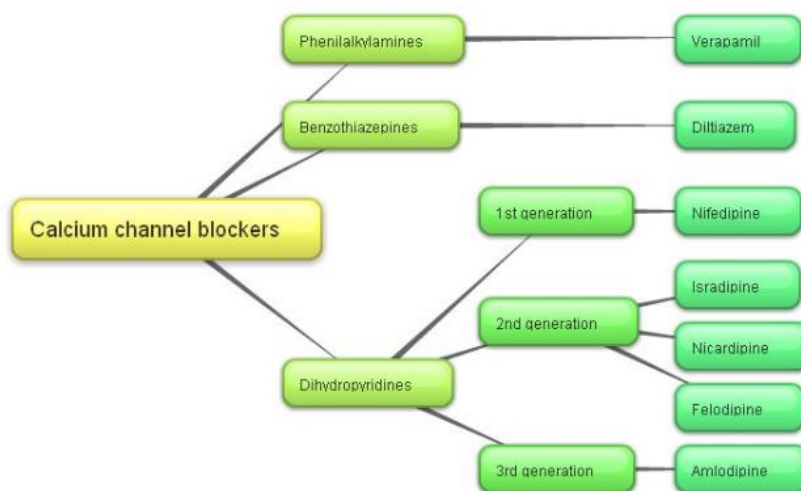 Phenilalkylamines
Verapamil
Benzothiazepines
Diltiazem
Calcium channel blockers
1st generation
Nifedipine
Isradipine
2nd generation
Nicardipine
Dihydropyridines
Felodipine
3rd generation
Amlodipine